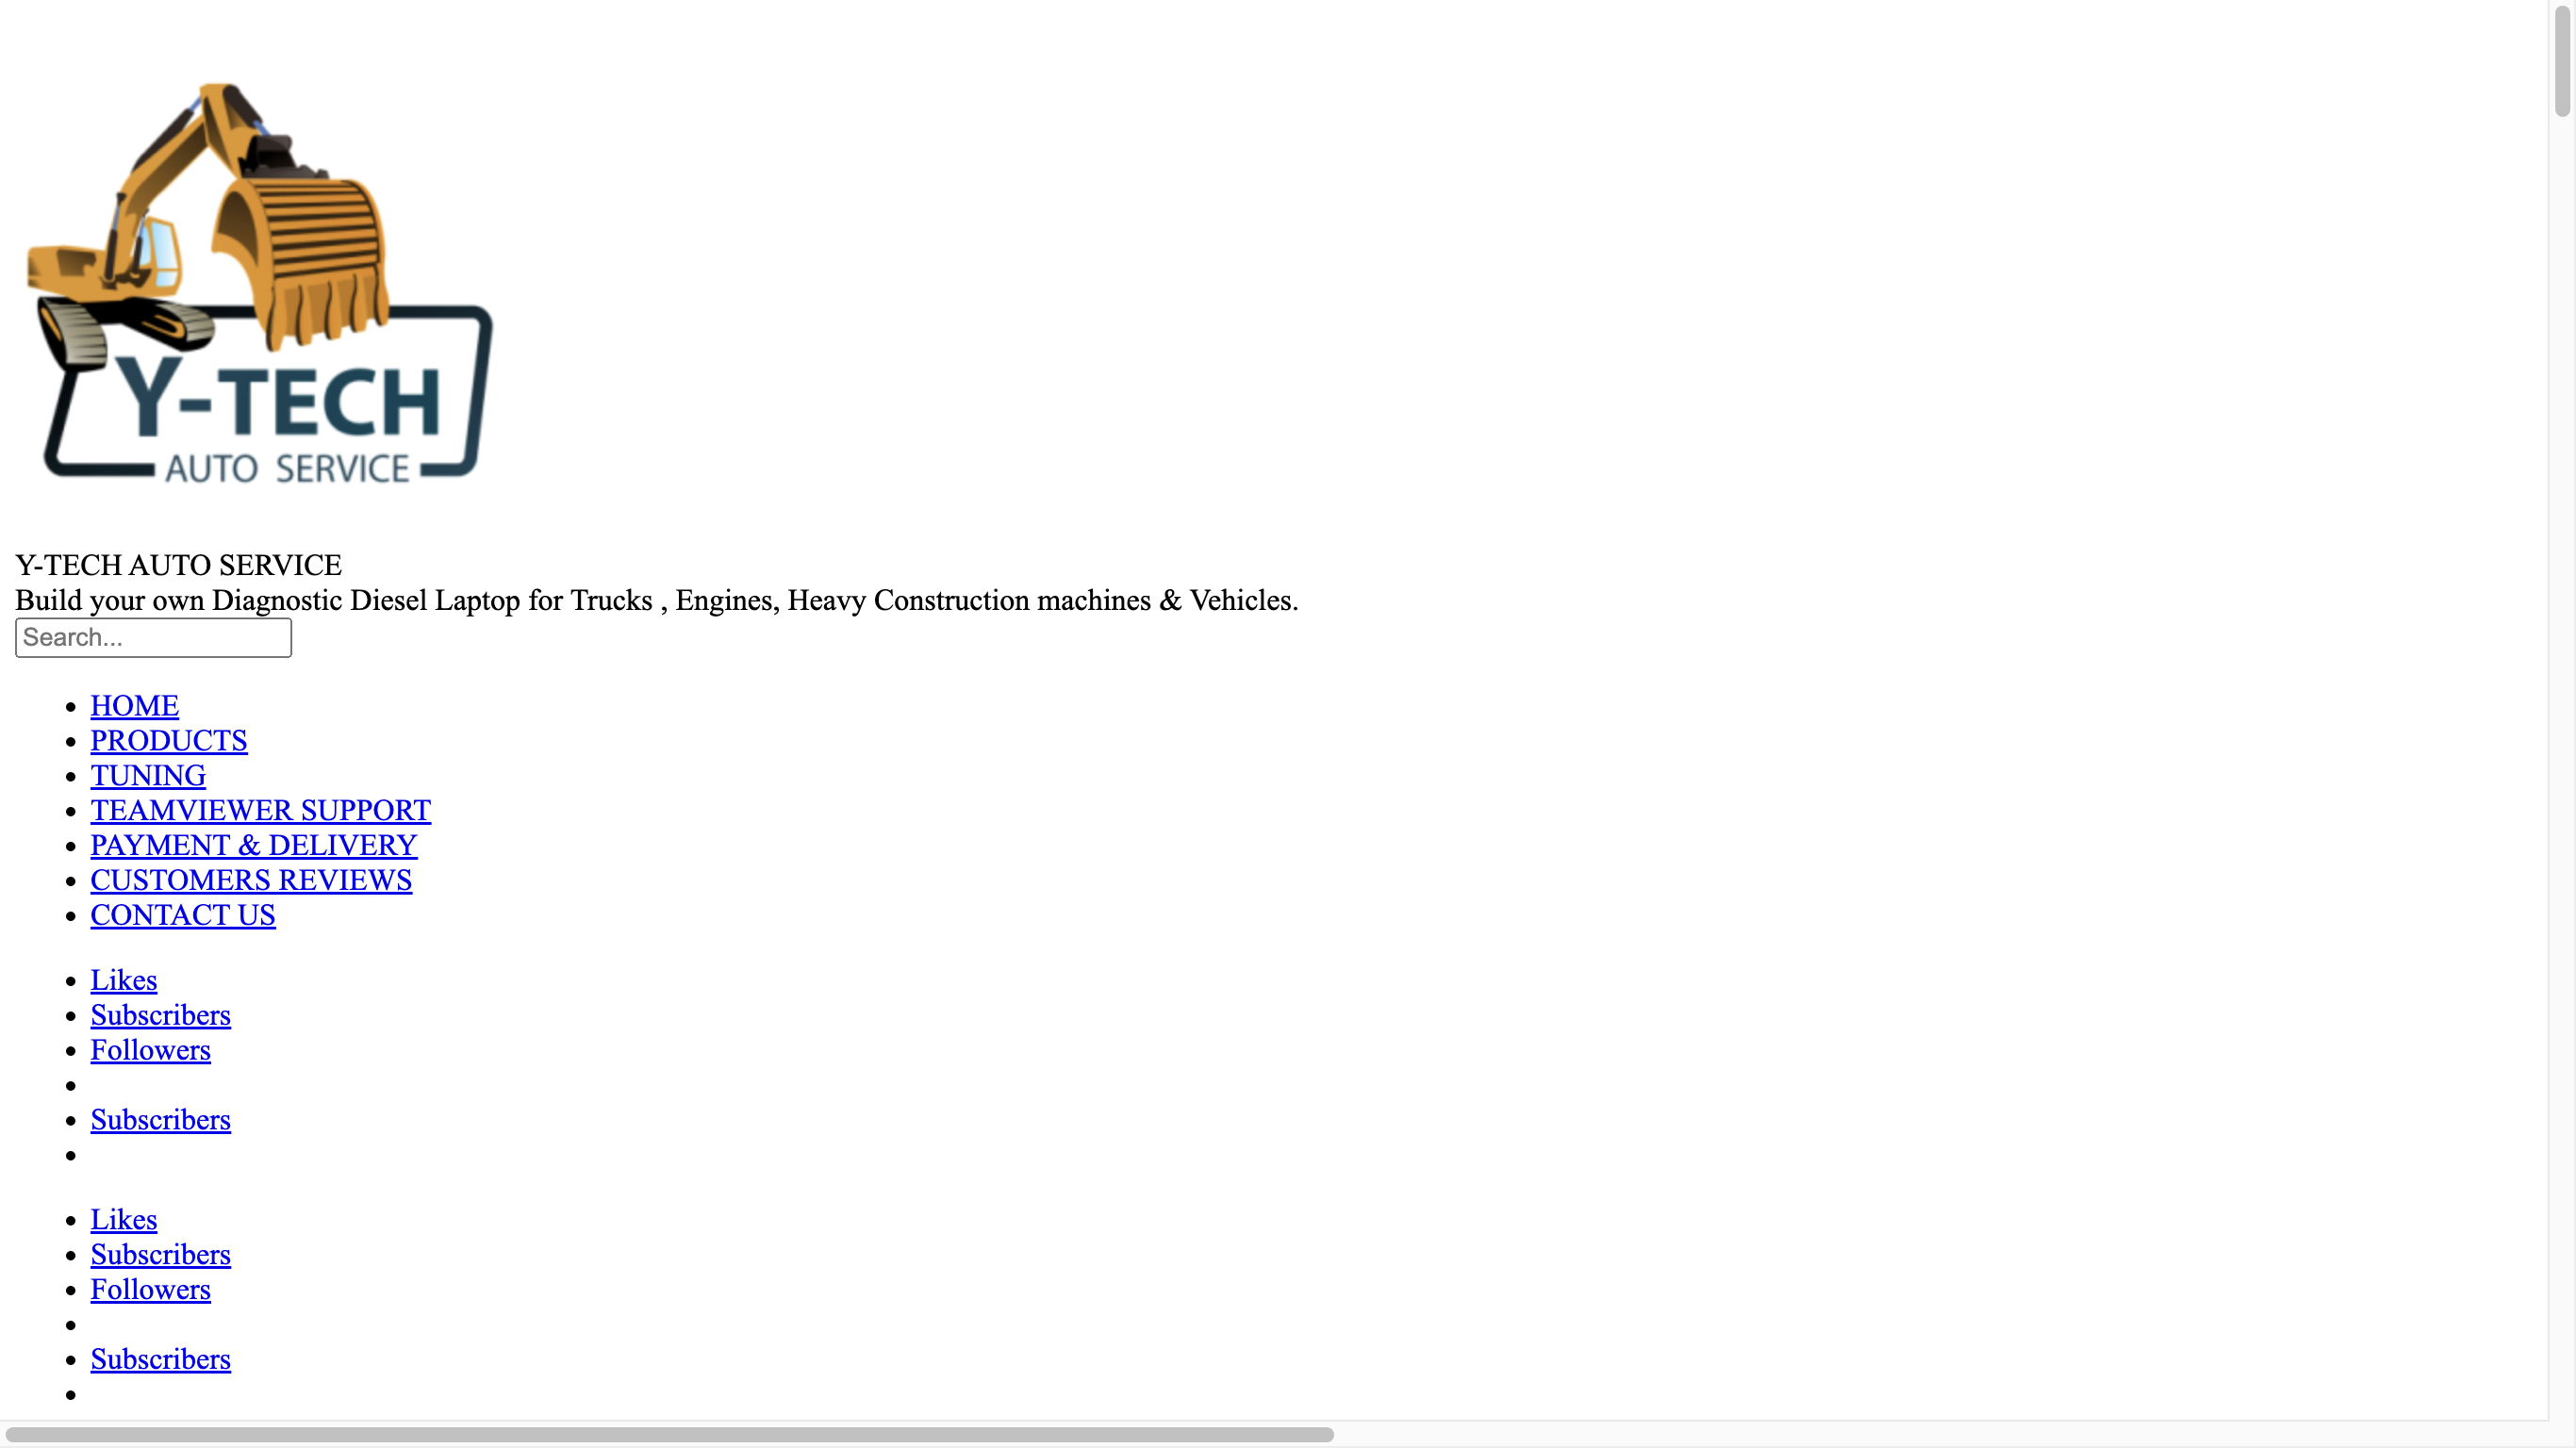 Y-TECH
AUTO SERVICE
Y-TECH AUTO SERVICE
Build your own Diagnostic Diesel Laptop for Trucks , Engines, Heavy Construction machines & Vehicles.
Search...
HOME
PRODUCTS
TUNING
TEAMVIEWER SUPPORT
PAYMENT & DELIVERY
CUSTOMERS REVIEWS
CONTACT US
Likes
Subscribers
Followers
Subscribers
Likes
Subscribers
Followers
Subscribers